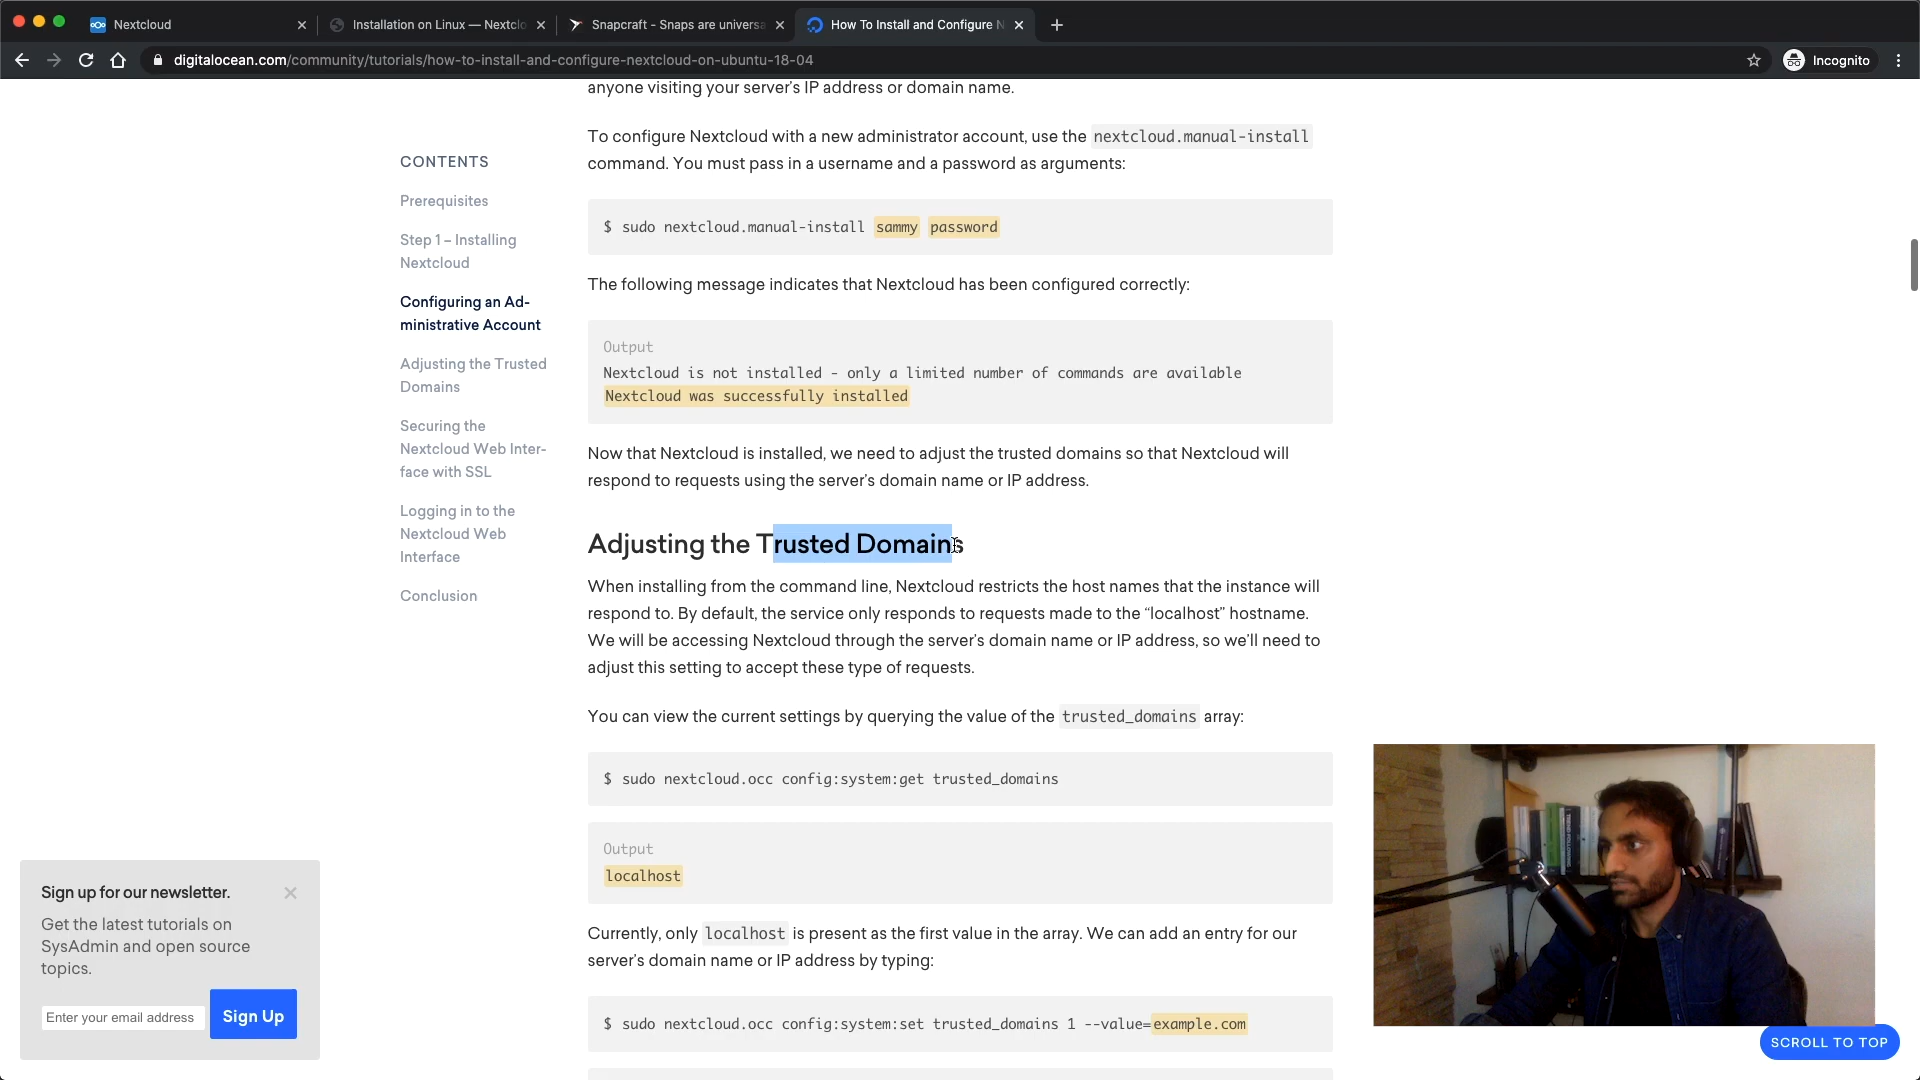 Nextcloud
Installation on Linux — Nextclo
Snapcraft - Snaps are universa
How To Install and Configure N
digitalocean.com/community/tutorials/how-to-install-and-configure-nextcloud-on-ubuntu-18-04
Incognito
anyone visiting your server’s IP address or domain name.
To configure Nextcloud with a new administrator account, use the nextcloud.manual-install
command. You must pass in a username and a password as arguments:
$ sudo nextcloud.manual-install sammy password
The following message indicates that Nextcloud has been configured correctly:
Output
Nextcloud is not installed - only a limited number of commands are available
Nextcloud was successfully installed
Now that Nextcloud is installed, we need to adjust the trusted domains so that Nextcloud will
respond to requests using the server’s domain name or IP address.
Adjusting the Trusted Domains
When installing from the command line, Nextcloud restricts the host names that the instance will
respond to. By default, the service only responds to requests made to the “localhost” hostname.
We will be accessing Nextcloud through the server’s domain name or IP address, so we’ll need to
adjust this setting to accept these type of requests.
You can view the current settings by querying the value of the trusted_domains array:
$ sudo nextcloud.occ config:system:get trusted_domains
Output
localhost
Currently, only localhost is present as the first value in the array. We can add an entry for our
server’s domain name or IP address by typing:
$ sudo nextcloud.occ config:system:set trusted_domains 1 --value=example.com
CONTENTS
Prerequisites
Step 1 – Installing
Nextcloud
Configuring an Ad-
ministrative Account
Adjusting the Trusted
Domains
Securing the
Nextcloud Web Inter-
face with SSL
Logging in to the
Nextcloud Web
Interface
Conclusion
Sign up for our newsletter.
Get the latest tutorials on
SysAdmin and open source
topics.
Enter your email address
Sign Up
SCROLL TO TOP